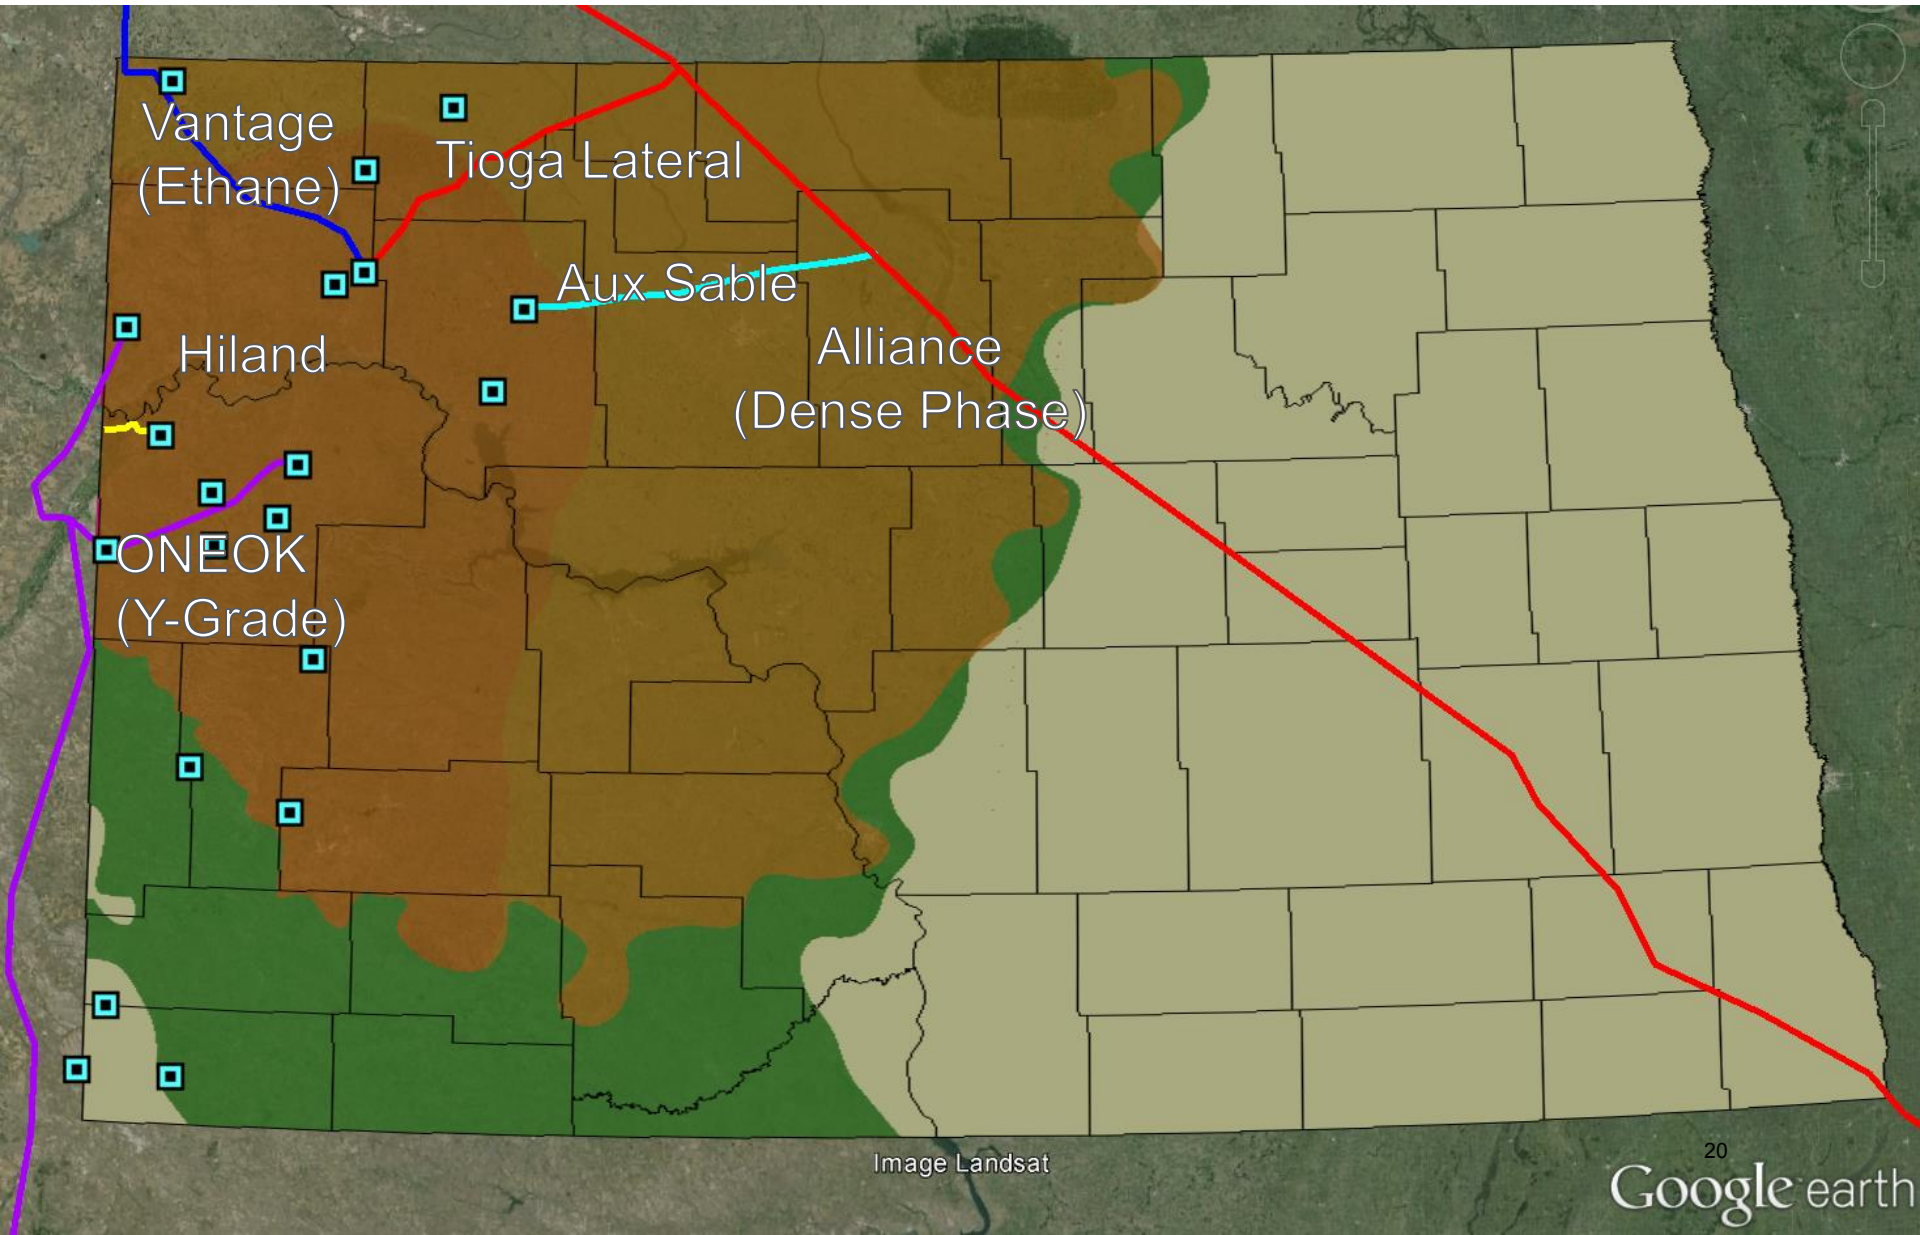 Vantage
(Ethane)
Tioga Lateral
Aux Sable
Hiland
Alliance
(Dense Phase)
ONEOK
(Y-Grade)
Image Landsat
20
Google earth